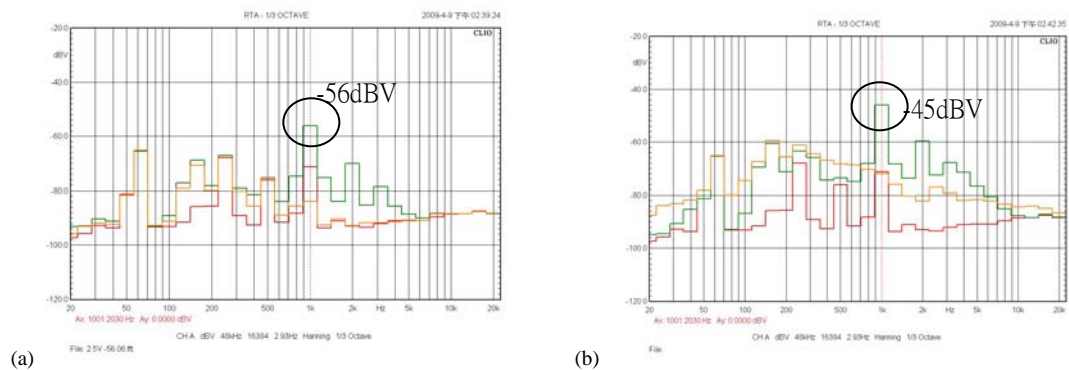 RTA - 1/3 OCTAVE
2009-4-9 下午 02:39:24
CLIO
-20.0
dBV
-40.0
-60.0
-80.0
-100.0
-120.0
-56dBV
20 50 100 200 500 1k 2k Hz 5k 10k 20k
Ax: 1001.2030 Hz Ay: 0.0000 dBV
CH A dBV 48kHz 16384 2.93Hz Hanning 1/3 Octave
File: 2.5V -56.06.fft
(a)
RTA - 1/3 OCTAVE
2009-4-9 下午 02:42:35
CLIO
-20.0
dBV
-40.0
-60.0
-80.0
-100.0
-120.0
-45dBV
20 50 100 200 500 1k 2k Hz 5k 10k 20k
Ax: 1001.2030 Hz Ay: 0.0000 dBV
CH A dBV 48kHz 16384 2.93Hz Hanning 1/3 Octave
File:
(b)